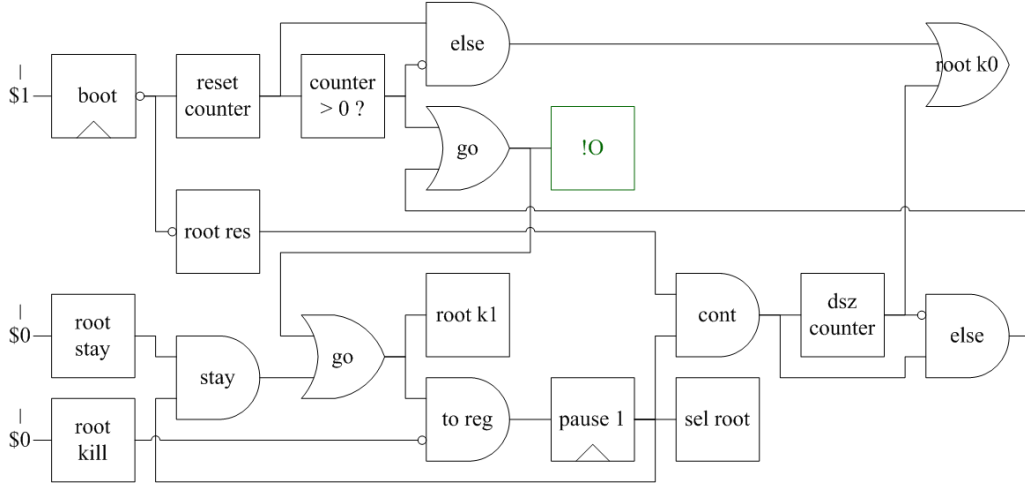 else
root k0
$1
boot
reset
counter
counter
> 0 ?
go
!O
root res
root
stay
$0
stay
go
root k1
cont
dsz
counter
else
root
kill
$0
to reg
pause 1
sel root